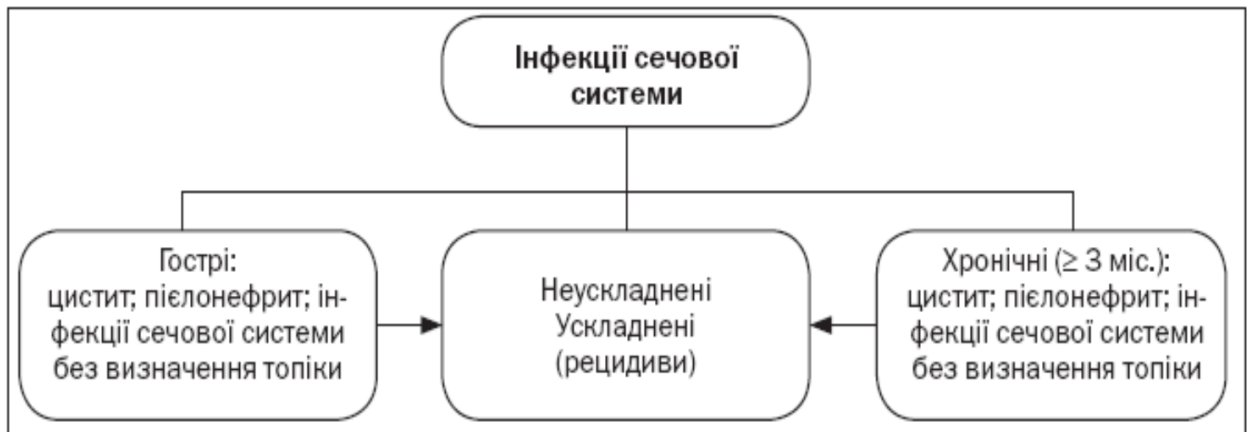 Інфекції сечової
системи
Гострі:
цистит; пієлонефрит; ін-
фекції сечової системи
без визначення топіки
Неускладнені
Ускладнені
(рецидиви)
Хронічні (≥ 3 міс.):
цистит; пієлонефрит; ін-
фекції сечової системи
без визначення топіки